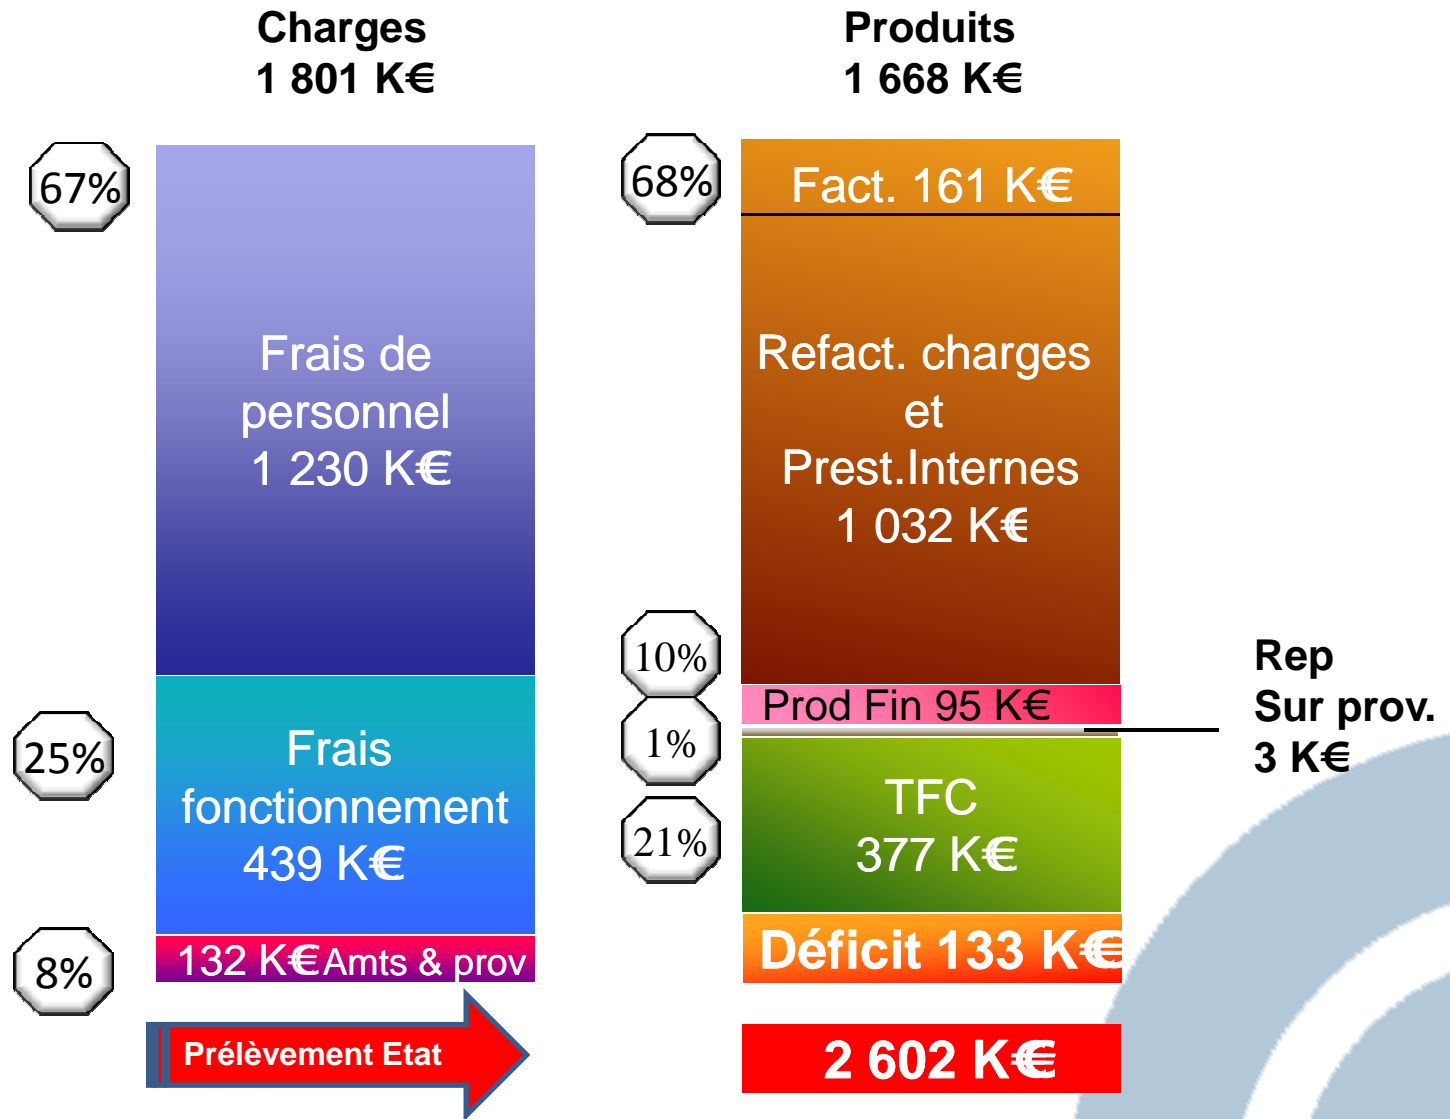 Charges
1 801 K€
67%
Frais de
personnel
1 230 K€
25%
Frais
fonctionnement
439 K€
8%
132 K€ Amts & prov
Prélèvement Etat
Produits
1 668 K€
68%
Fact. 161 K€
Refact. charges
et
Prest.Internes
1 032 K€
10%
Prod Fin 95 K€
1%
Rep
Sur prov.
3 K€
21%
TFC
377 K€
Déficit 133 K€
2 602 K€